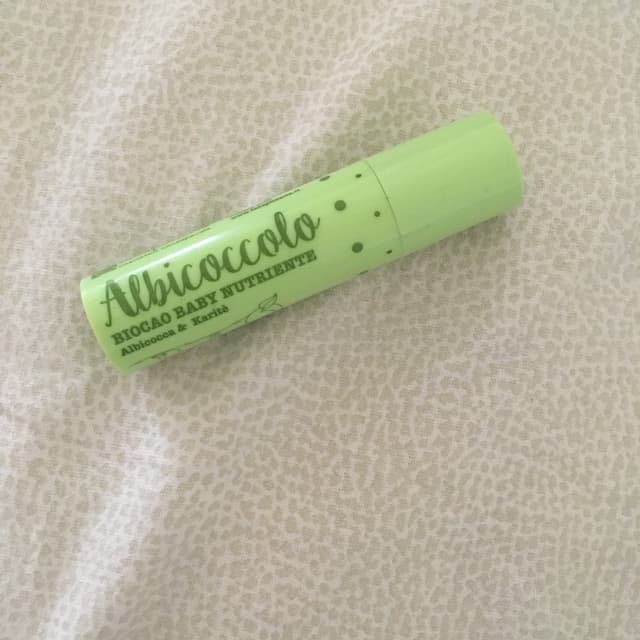 Albicoccolo
BIOCAO BABY NUTRIENTE
Albicocca & Karitè